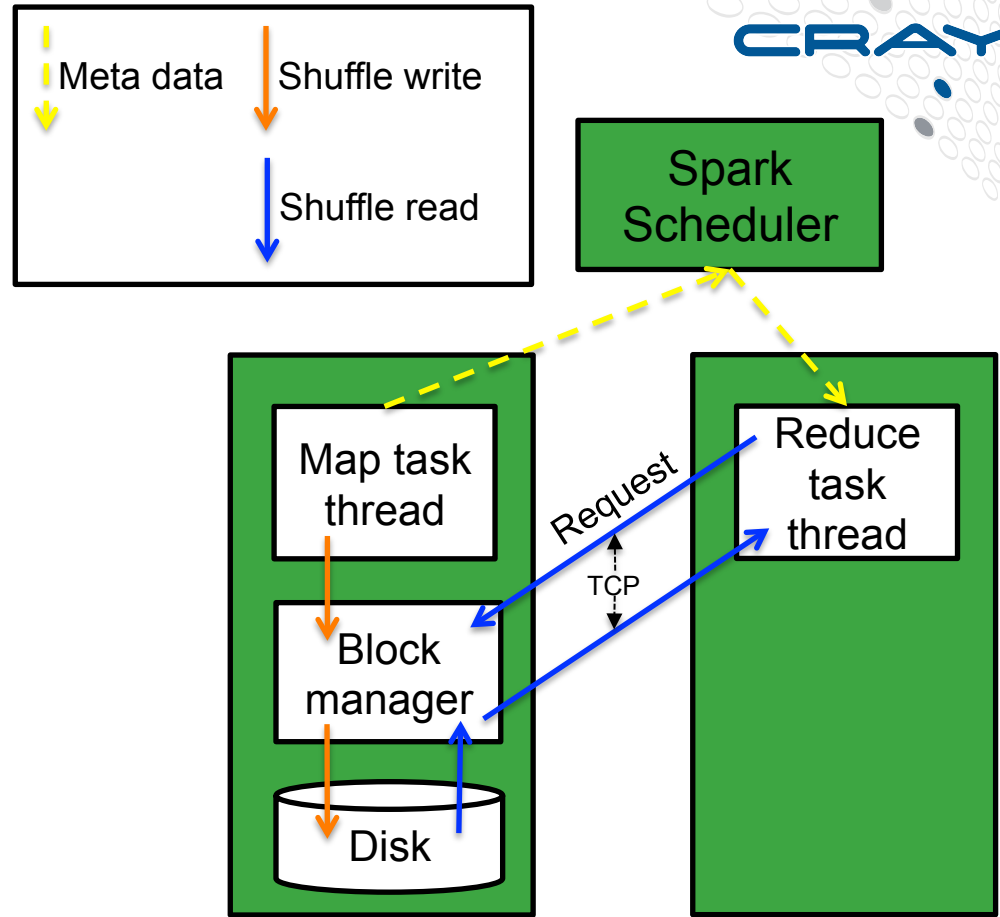 CRAY
Meta data
Shuffle write
Shuffle read
Spark
Scheduler
Map task
thread
Request
Reduce
task
thread
TCP
Block
manager
Disk